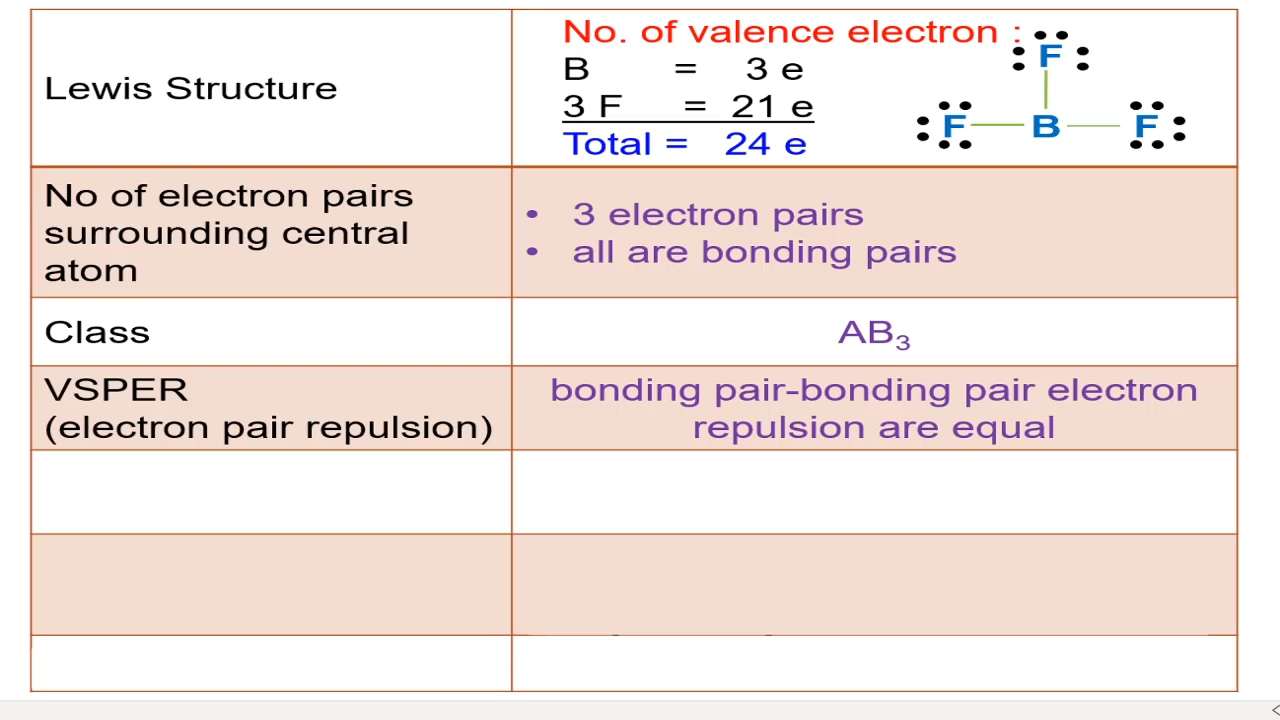 Lewis Structure
No. of valence electron :
B = 3 e
3 F = 21 e
Total = 24 e
F
F B F
No of electron pairs
surrounding central
atom
• 3 electron pairs
• all are bonding pairs
Class
AB₃
VSPER
(electron pair repulsion)
bonding pair-bonding pair electron
repulsion are equal